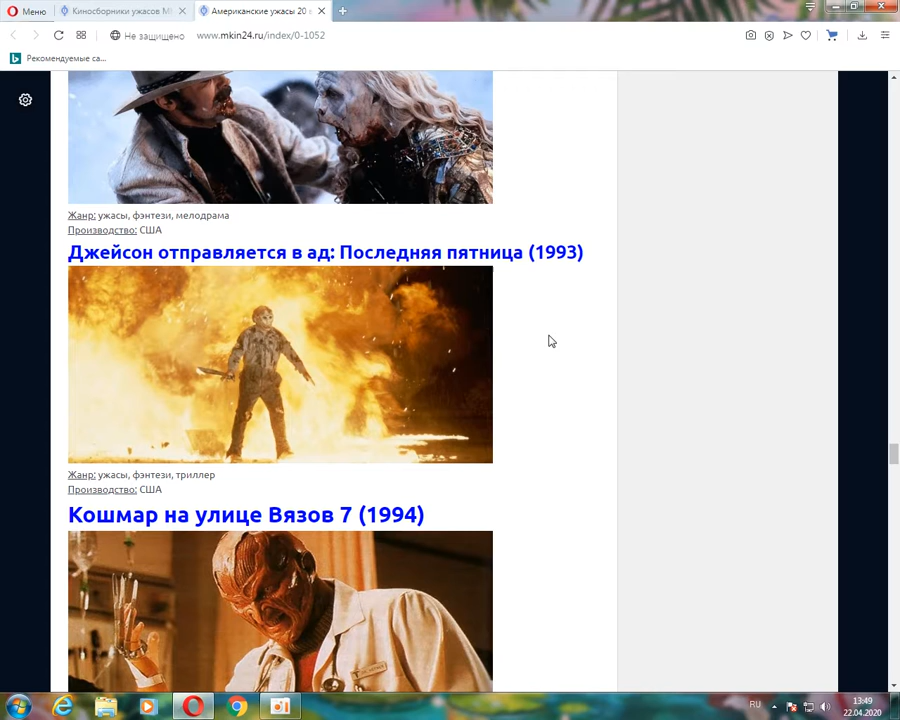 Меню
Киносборники ужасов М
Американские ужасы 20 в
Не защищено
www.mkin24.ru/index/0-1052
Рекомендуемые са...
Жанр: ужасы, фэнтези, мелодрама
Производство: США
Джейсон отправляется в ад: Последняя пятница (1993)
Жанр: ужасы, фэнтези, триллер
Производство: США
Кошмар на улице Вязов 7 (1994)
RU
13:49
22.04.2020